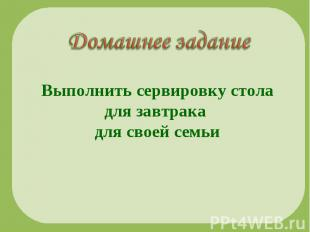 Домашнее задание
Выполнить сервировку стола
для завтрака
для своей семьи
PPt4WEB.ru